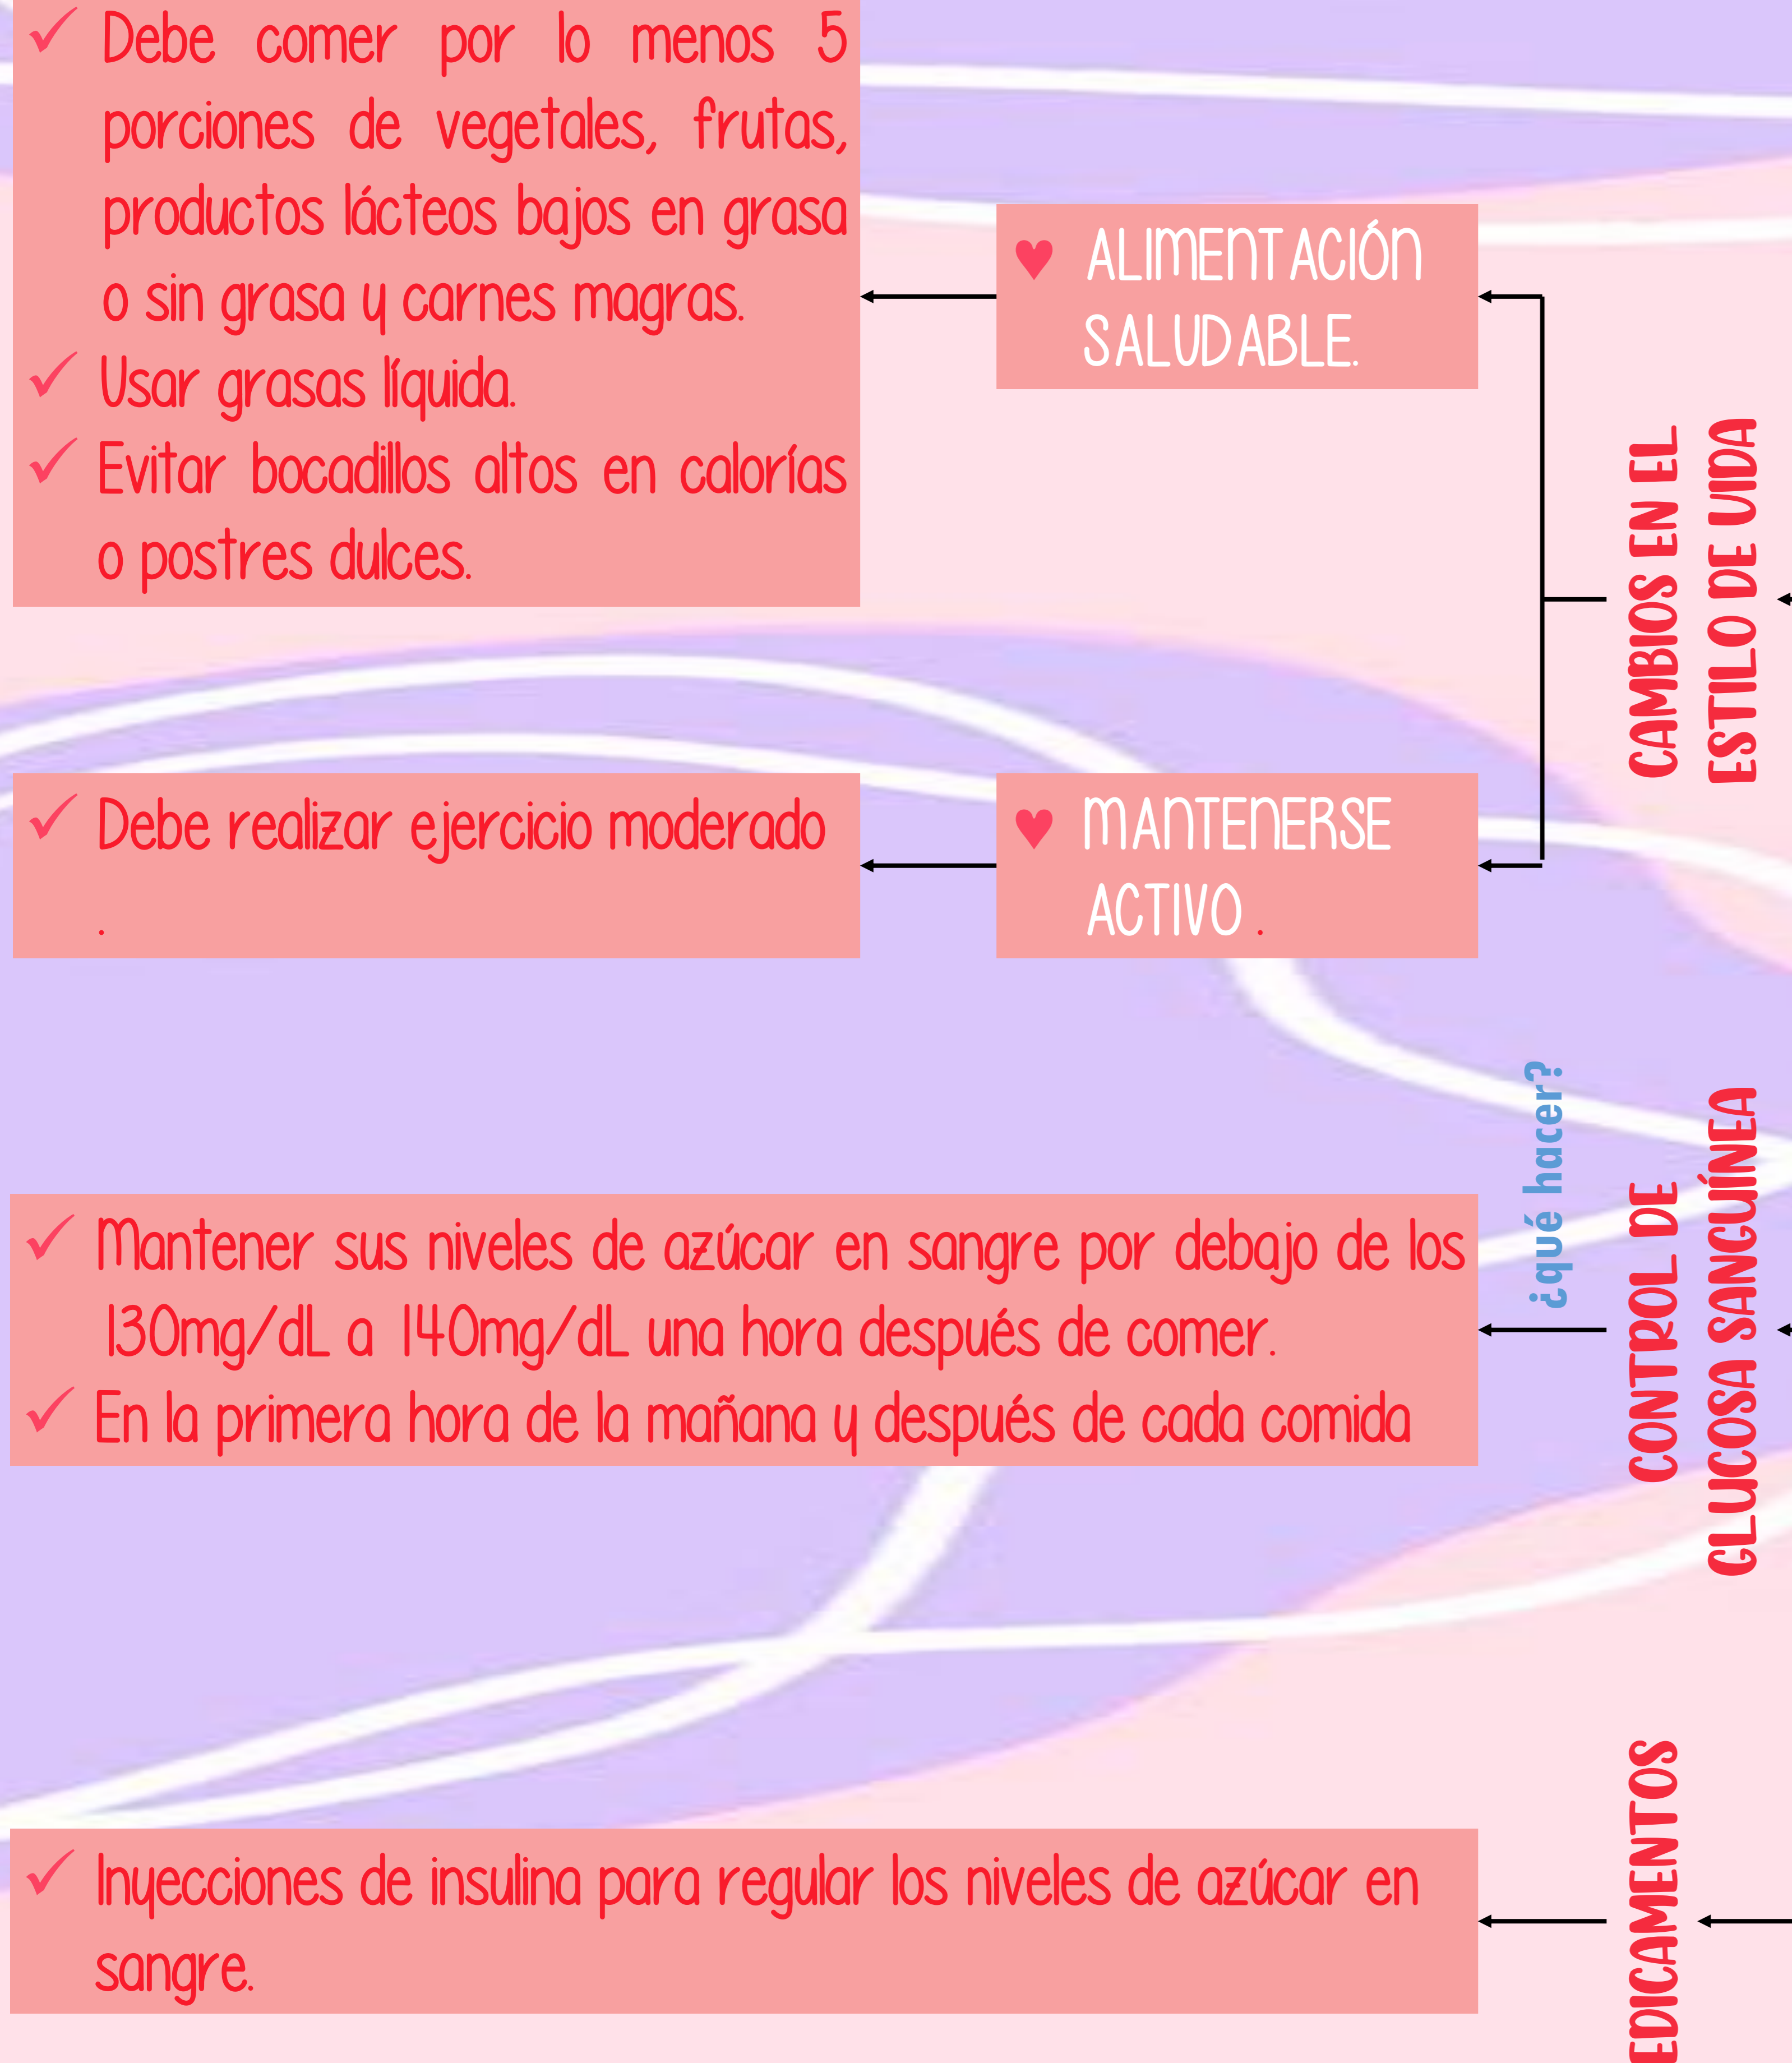 ✓ Debe comer por lo menos 5
porciones de vegetales, frutas,
productos lácteos bajos en grasa
o sin grasa y carnes magras.
✓ Usar grasas líquida.
✓ Evitar bocadillos altos en calorías
o postres dulces.
♥ ALIMENTACIÓN
SALUDABLE.
CAMBIOS EN EL
ESTILO DE VIDA
✓ Debe realizar ejercicio moderado
.
♥ MANTENERSE
ACTIVO .
✓ Mantener sus niveles de azúcar en sangre por debajo de los
130mg/dL a 140mg/dL una hora después de comer.
✓ En la primera hora de la mañana y después de cada comida
¿qué hacer?
CONTROL DE
GLUCOSA SANGUÍNEA
✓ Inyecciones de insulina para regular los niveles de azúcar en
sangre.
EDICAMENTOS